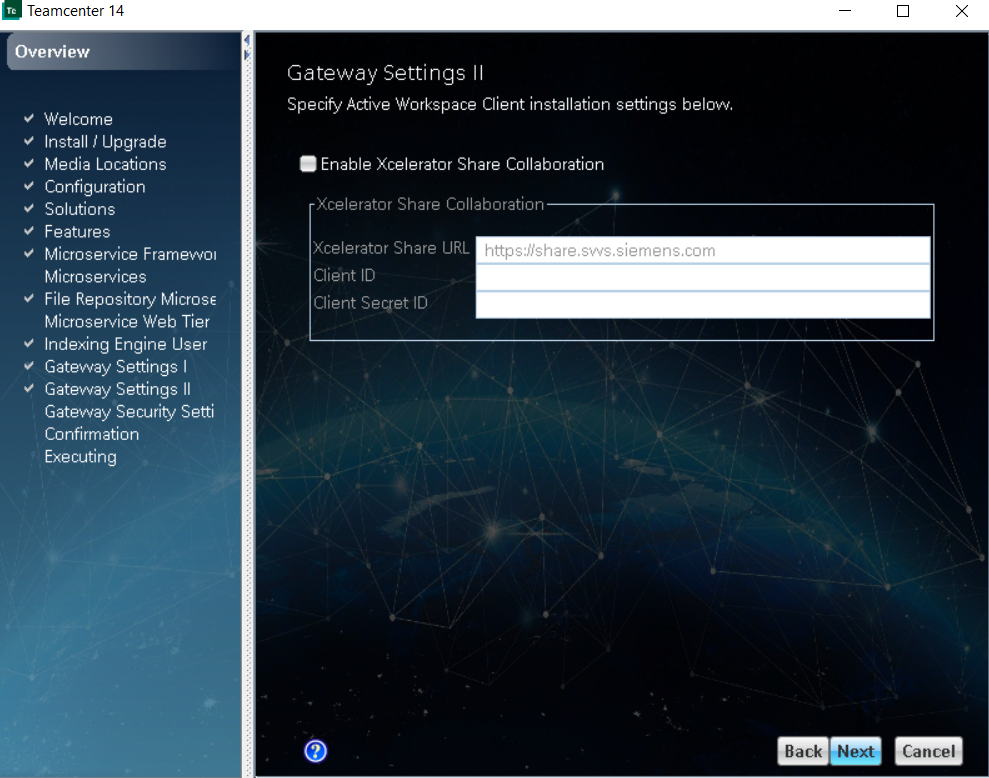 Tc Teamcenter 14
Overview
Welcome
Install / Upgrade
Media Locations
Configuration
Solutions
Features
Microservice Framewor
Microservices
File Repository Microse
Microservice Web Tier
Indexing Engine User
Gateway Settings I
Gateway Settings II
Gateway Security Setti
Confirmation
Executing
Gateway Settings II
Specify Active Workspace Client installation settings below.
Enable Xcelerator Share Collaboration
Xcelerator Share Collaboration
Xcelerator Share URL https://share.sws.siemens.com
Client ID
Client Secret ID
? Back Next Cancel